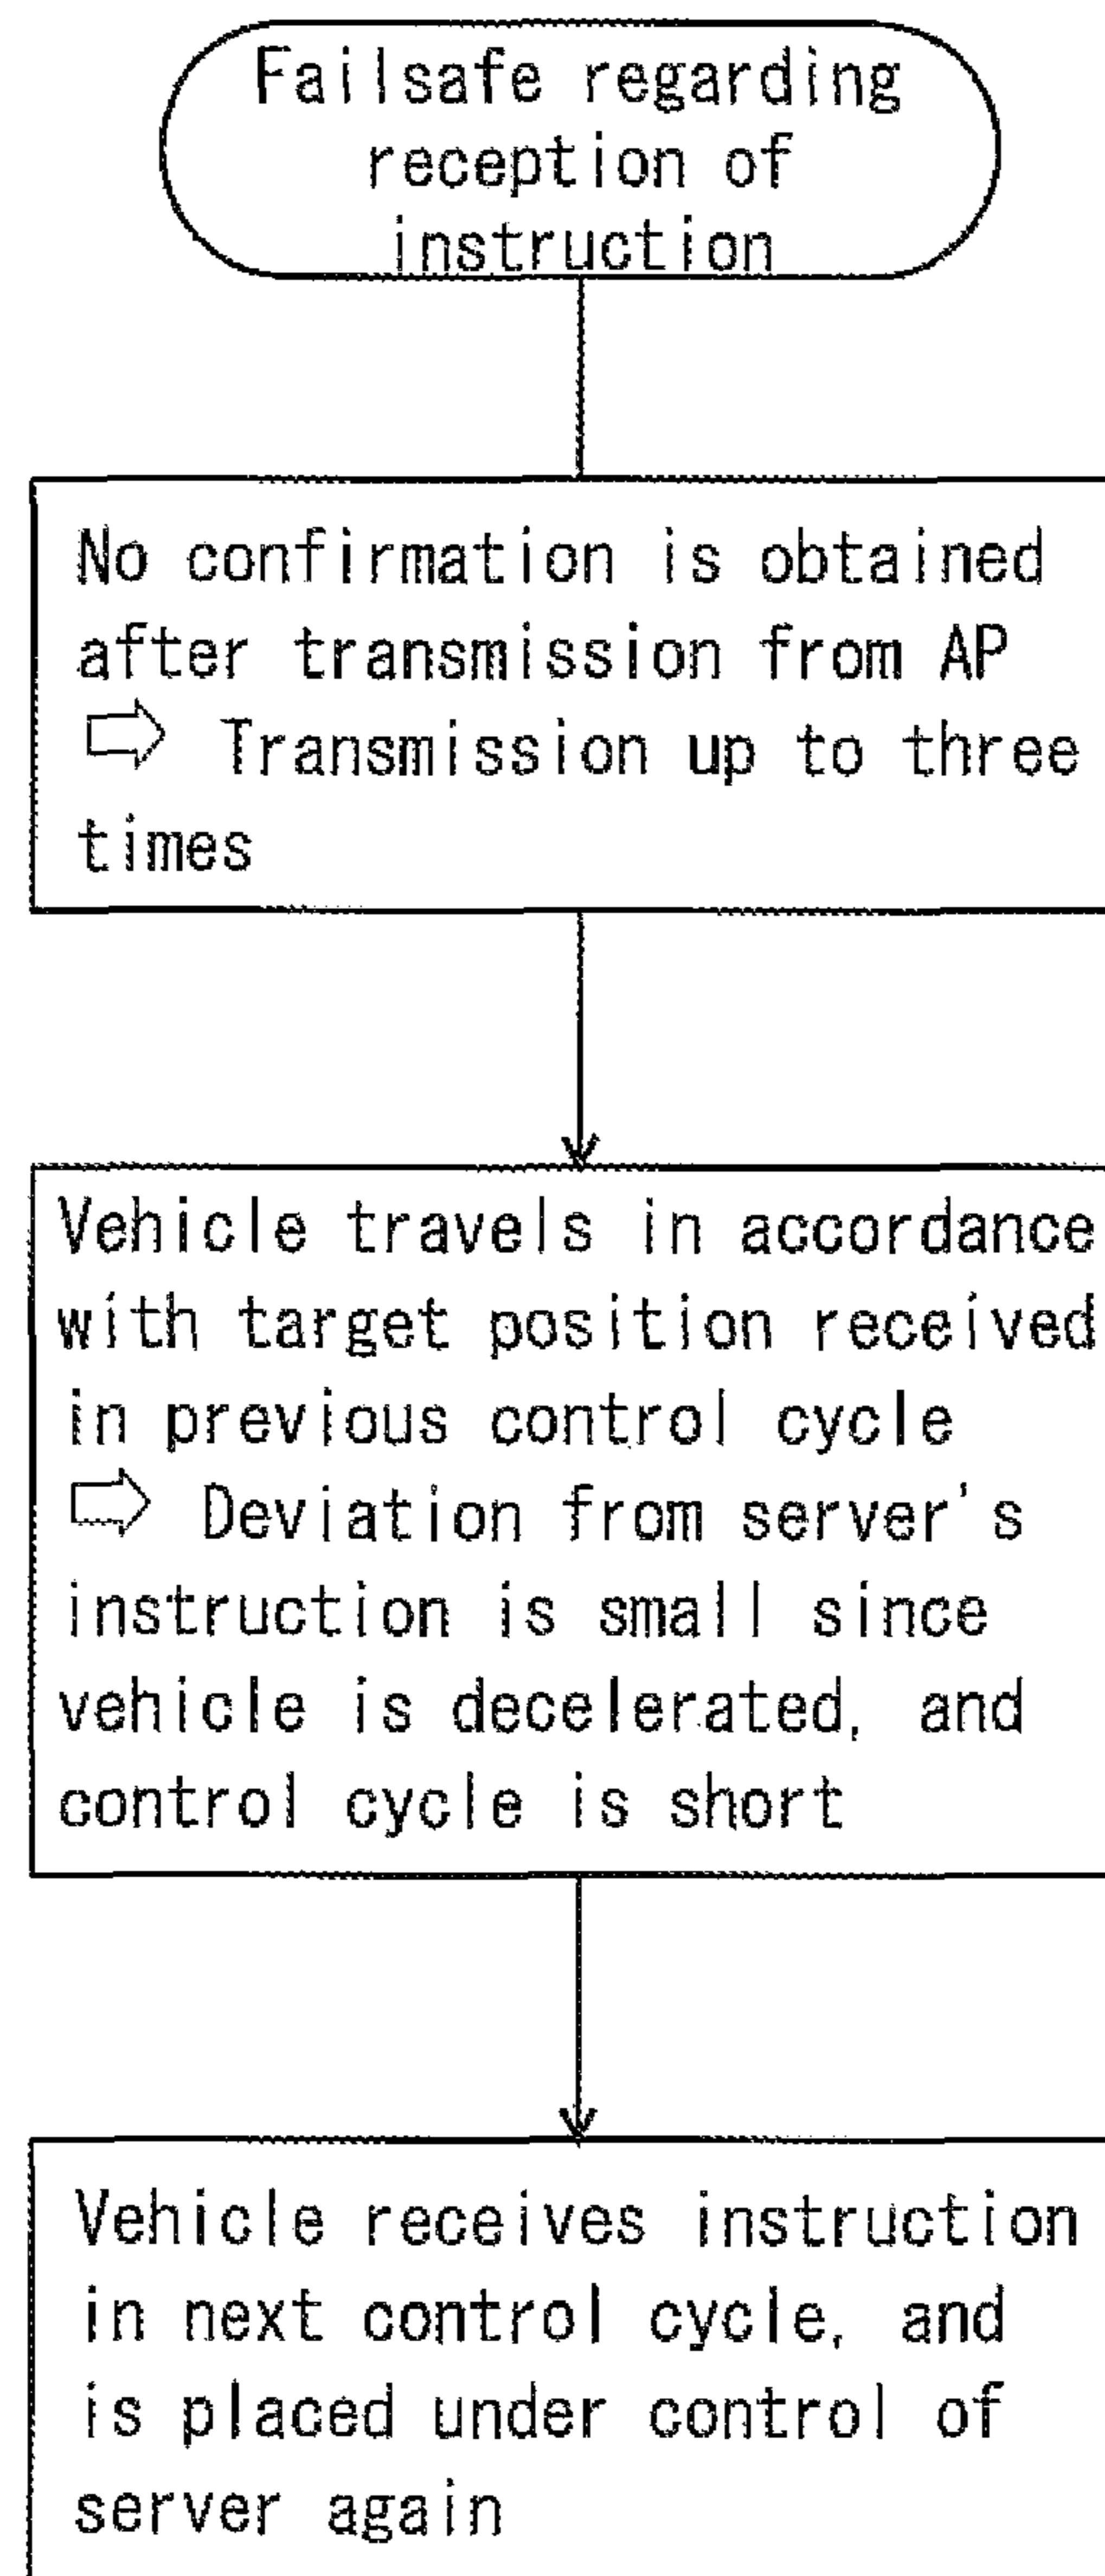 Failsafe regarding
reception of
instruction
No confirmation is obtained
after transmission from AP
⇨ Transmission up to three
times
Vehicle travels in accordance
with target position received
in previous control cycle
⇨ Deviation from server's
instruction is small since
vehicle is decelerated, and
control cycle is short
Vehicle receives instruction
in next control cycle, and
is placed under control of
server again